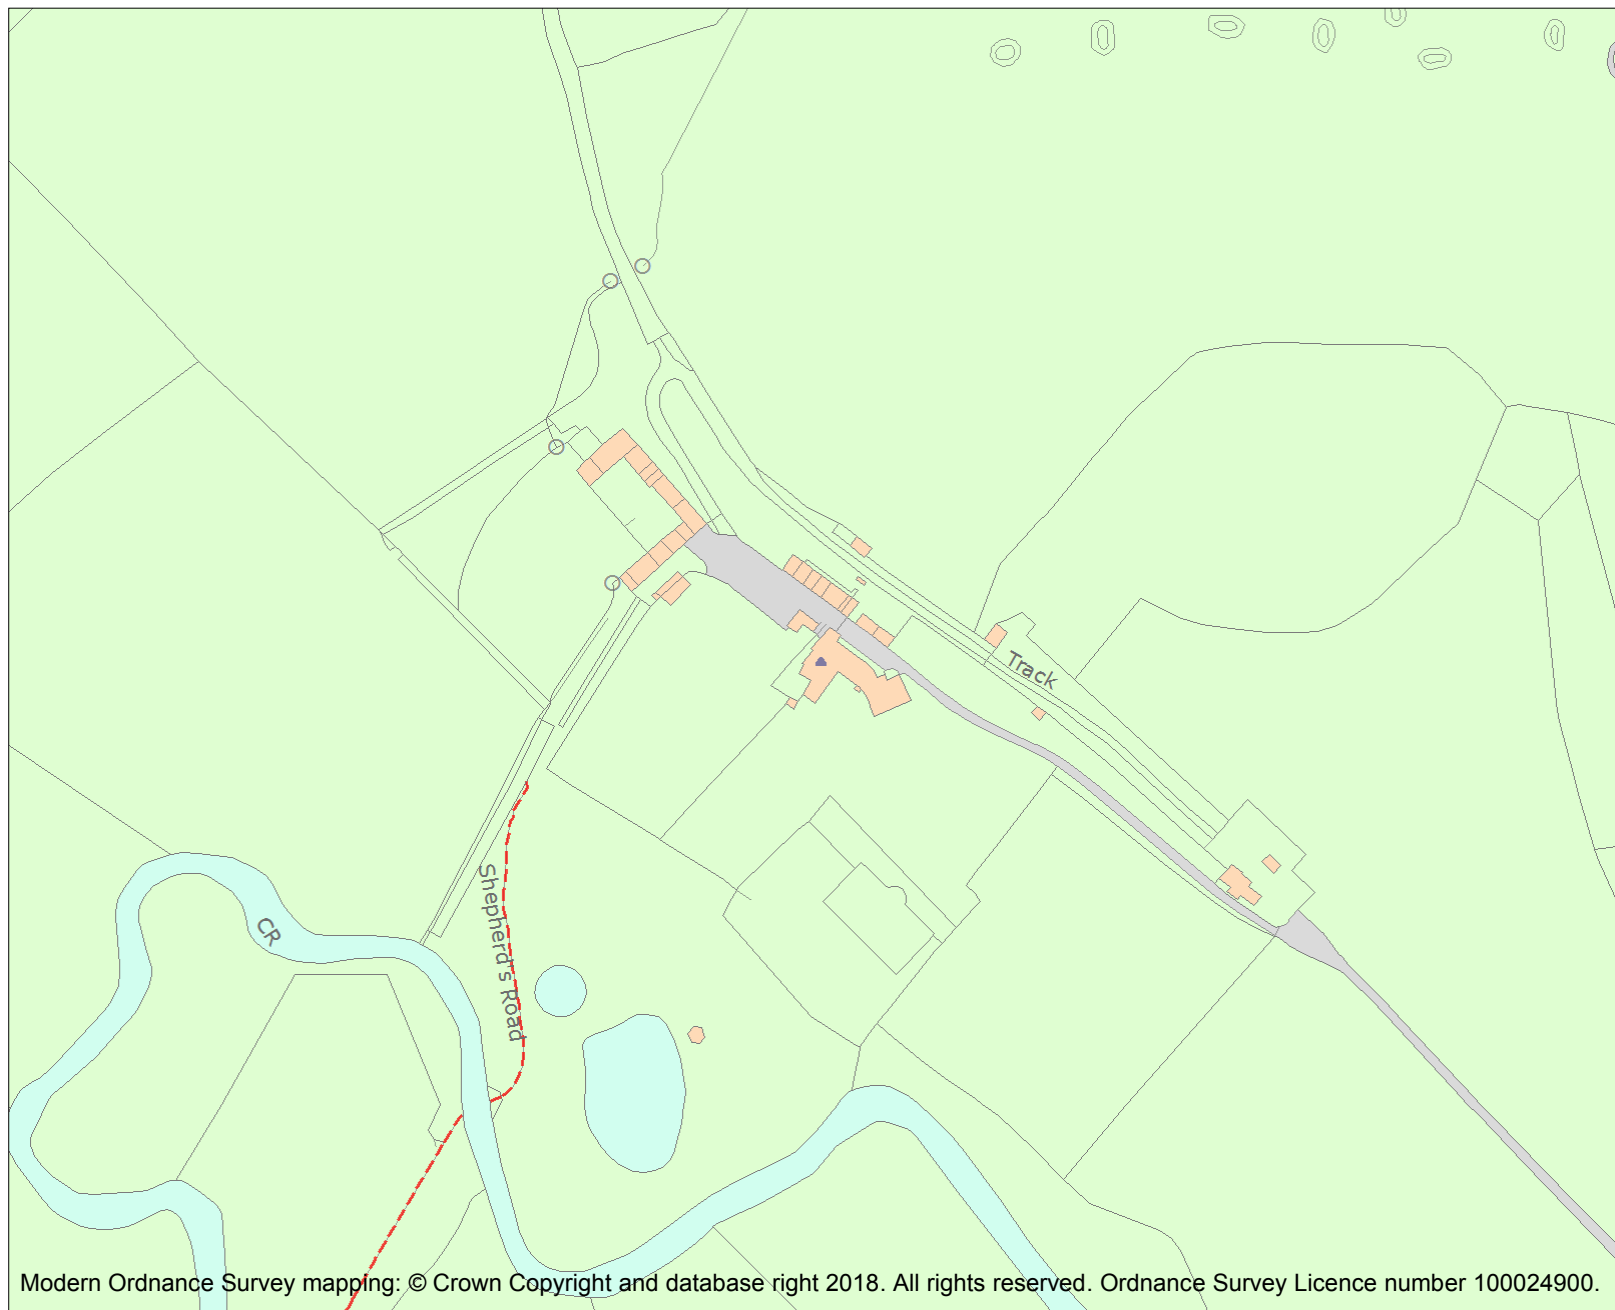 Track
Shepherd's Road
CR
Modern Ordnance Survey mapping: © Crown Copyright and database right 2018. All rights reserved. Ordnance Survey Licence number 100024900.